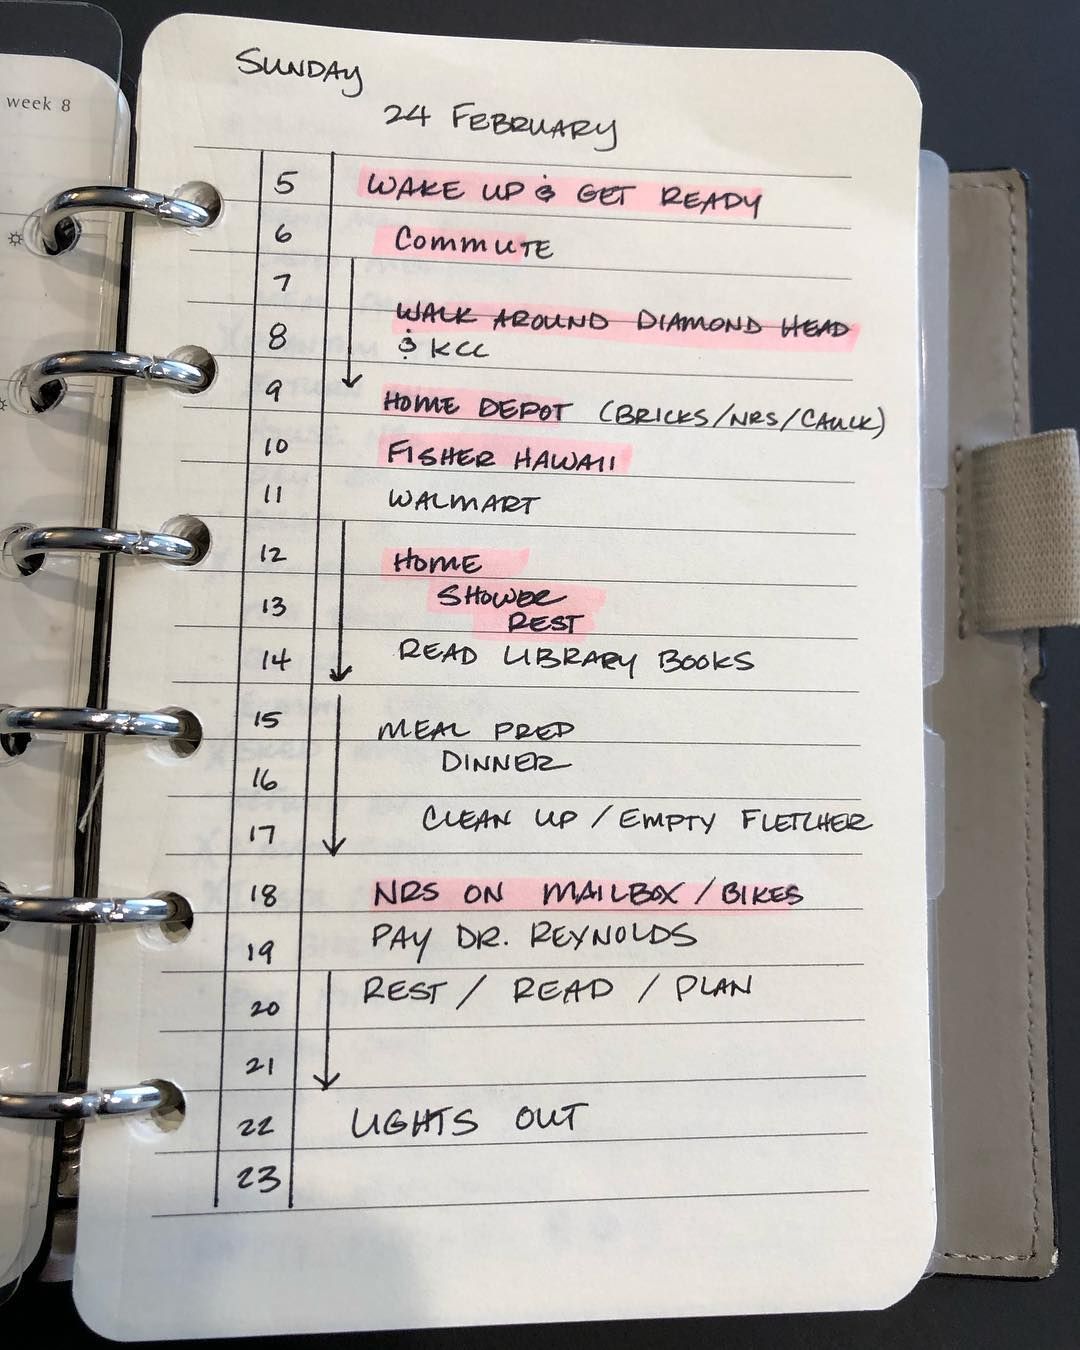 week 8
SUNDAY
24 FEBRUARY
5 WAKE UP & GET READY
6 COMMUTE
7
WALK AROUND DIAMOND HEAD
8 & KCC
9 HOME DEPOT (BRICKS/NRS/CAULK)
10 FISHER HAWAII
11 WALMART
12 HOME
13 SHOWER
REST
14 READ LIBRARY BOOKS
15 MEAL PREP
16 DINNER
17 CLEAN UP / EMPTY FLETCHER
18 NRS ON MAILBOX / BIKES
19 PAY DR. REYNOLDS
20 REST / READ / PLAN
21
22 LIGHTS OUT
23